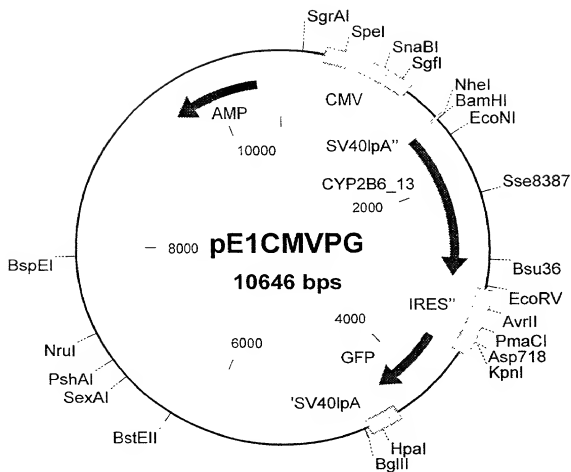 SgrAI
SpeI
SnaBI
SgfI
NheI
BamHI
EcoNI
CMV
AMP
10000
SV40lpA"
CYP2B6_13
2000
Sse8387
pE1CMVPG
10646 bps
8000
BspEI
Bsu36
EcoRV
IRES"
AvrII
PmaCI
Asp718
KpnI
4000
GFP
6000
NruI
PshAI
SexAI
'SV40lpA
BstEII
HpaI
BglII